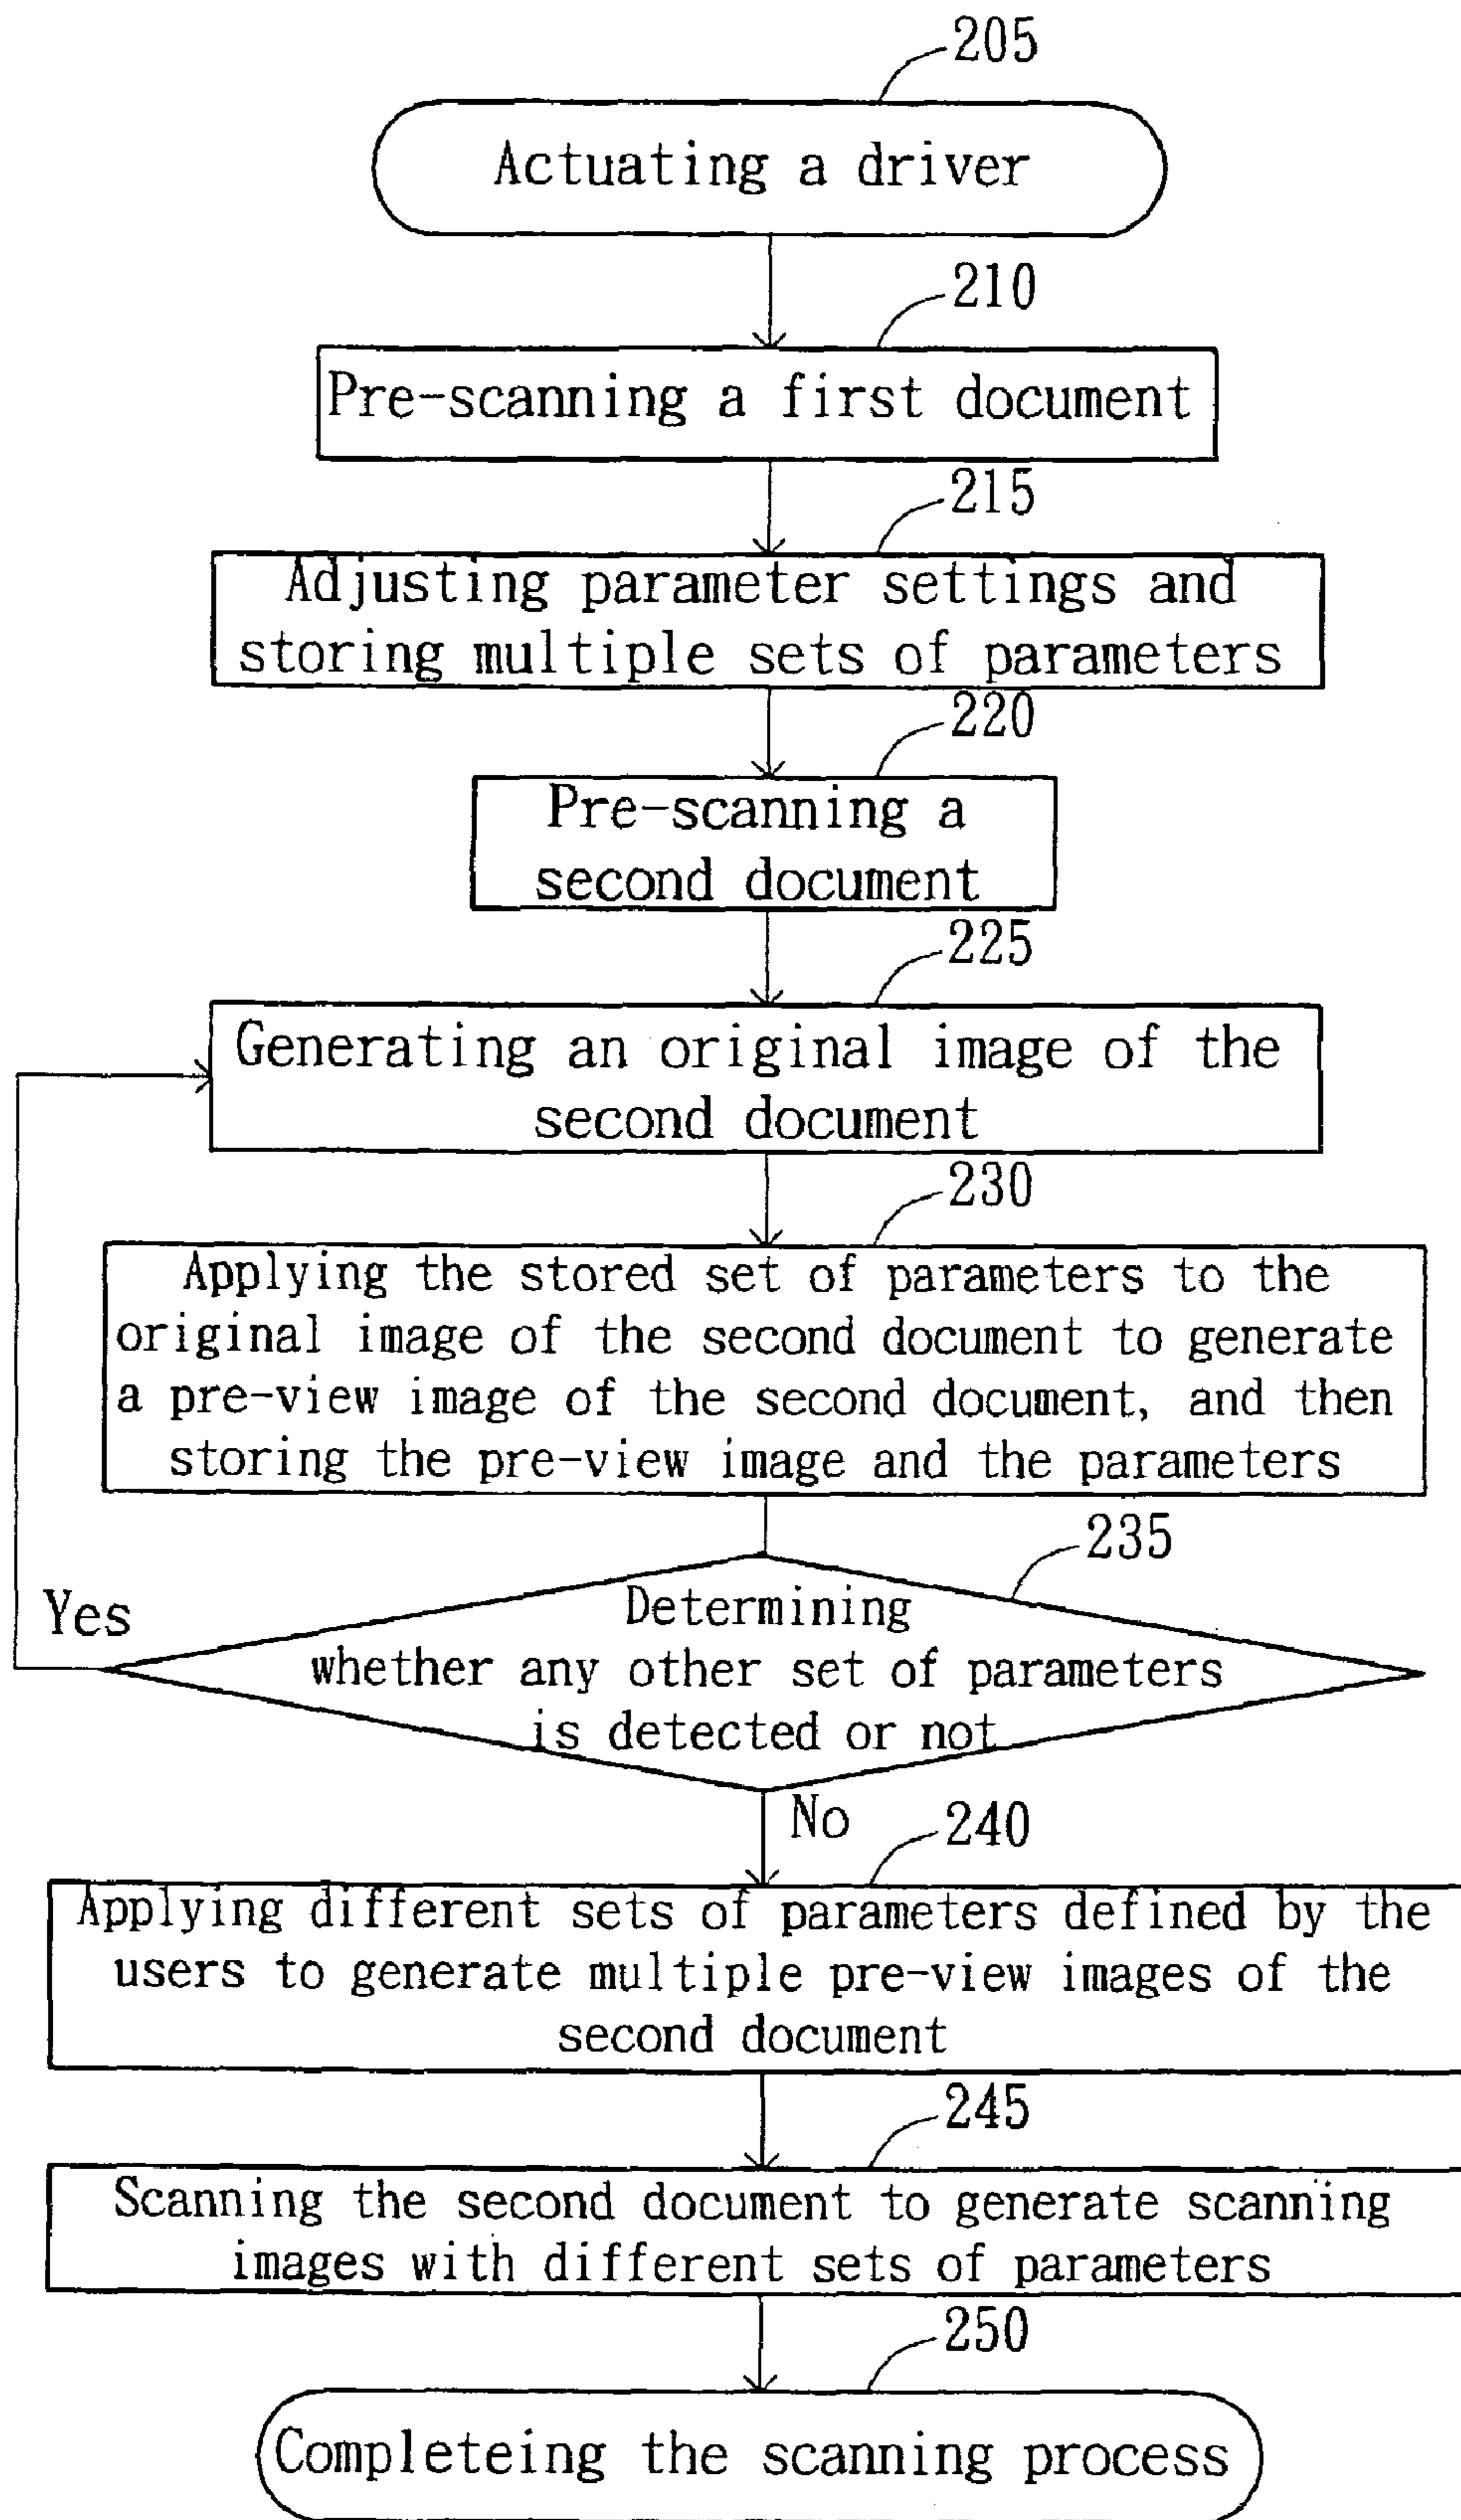 205
Actuating a driver
210
Pre-scanning a first document
215
Adjusting parameter settings and
storing multiple sets of parameters
220
Pre-scanning a
second document
225
Generating an original image of the
second document
230
Applying the stored set of parameters to the
original image of the second document to generate
a pre-view image of the second document, and then
storing the pre-view image and the parameters
235
Yes
Determining
whether any other set of parameters
is detected or not
No
240
Applying different sets of parameters defined by the
users to generate multiple pre-view images of the
second document
245
Scanning the second document to generate scanning
images with different sets of parameters
250
Completeing the scanning process